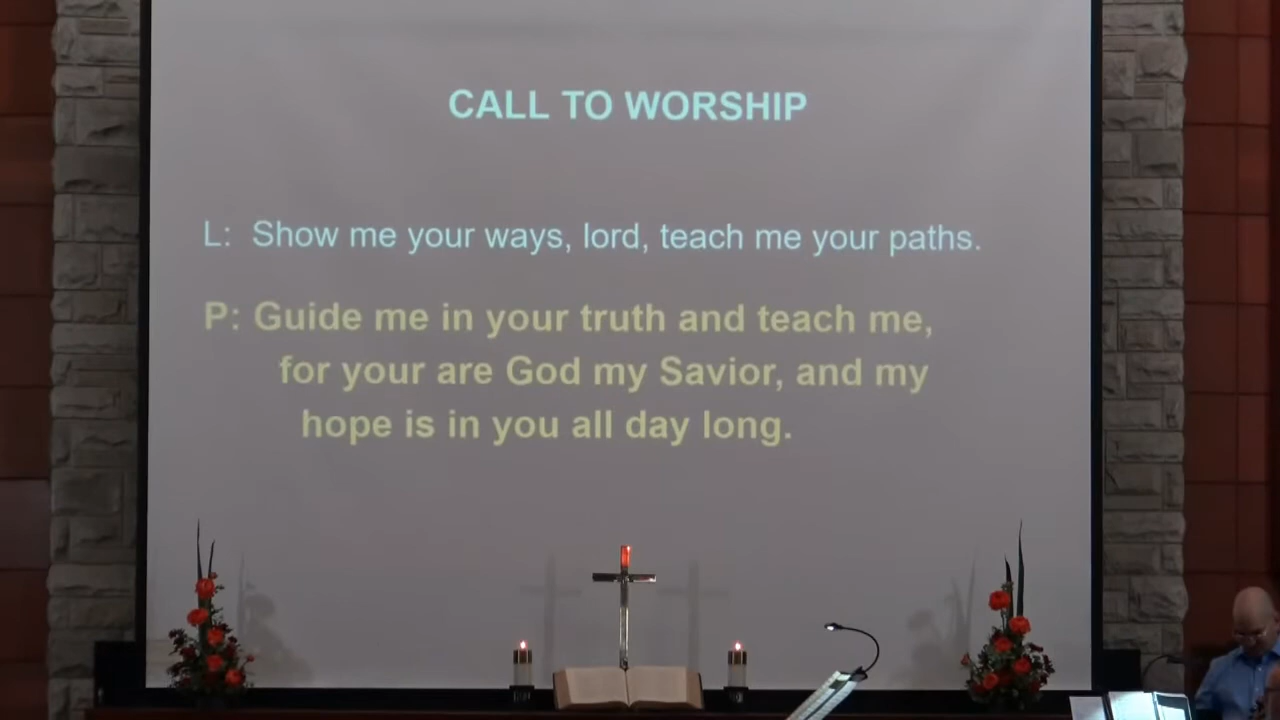 CALL TO WORSHIP
L: Show me your ways, lord, teach me your paths.
P: Guide me in your truth and teach me,
for your are God my Savior, and my
hope is in you all day long.